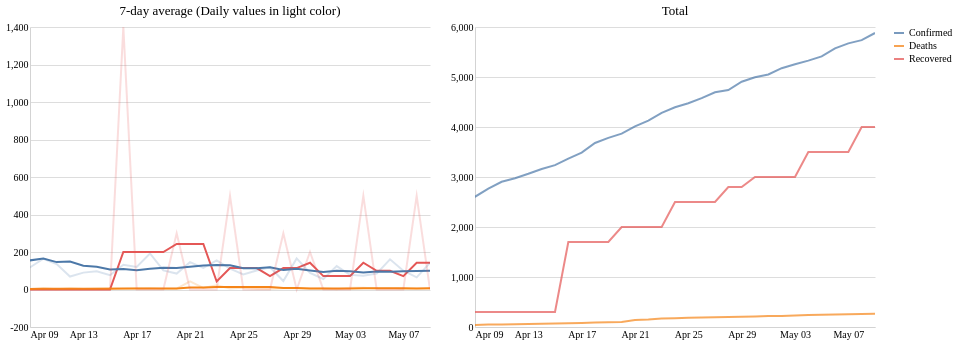 7-day average (Daily values in light color)
1,400
1,200
1,000
800
600
400
200
0
-200
Apr 09 Apr 13 Apr 17 Apr 21 Apr 25 Apr 29 May 03 May 07
Total
6,000
5,000
4,000
3,000
2,000
1,000
0
Apr 09 Apr 13 Apr 17 Apr 21 Apr 25 Apr 29 May 03 May 07
Confirmed
Deaths
Recovered